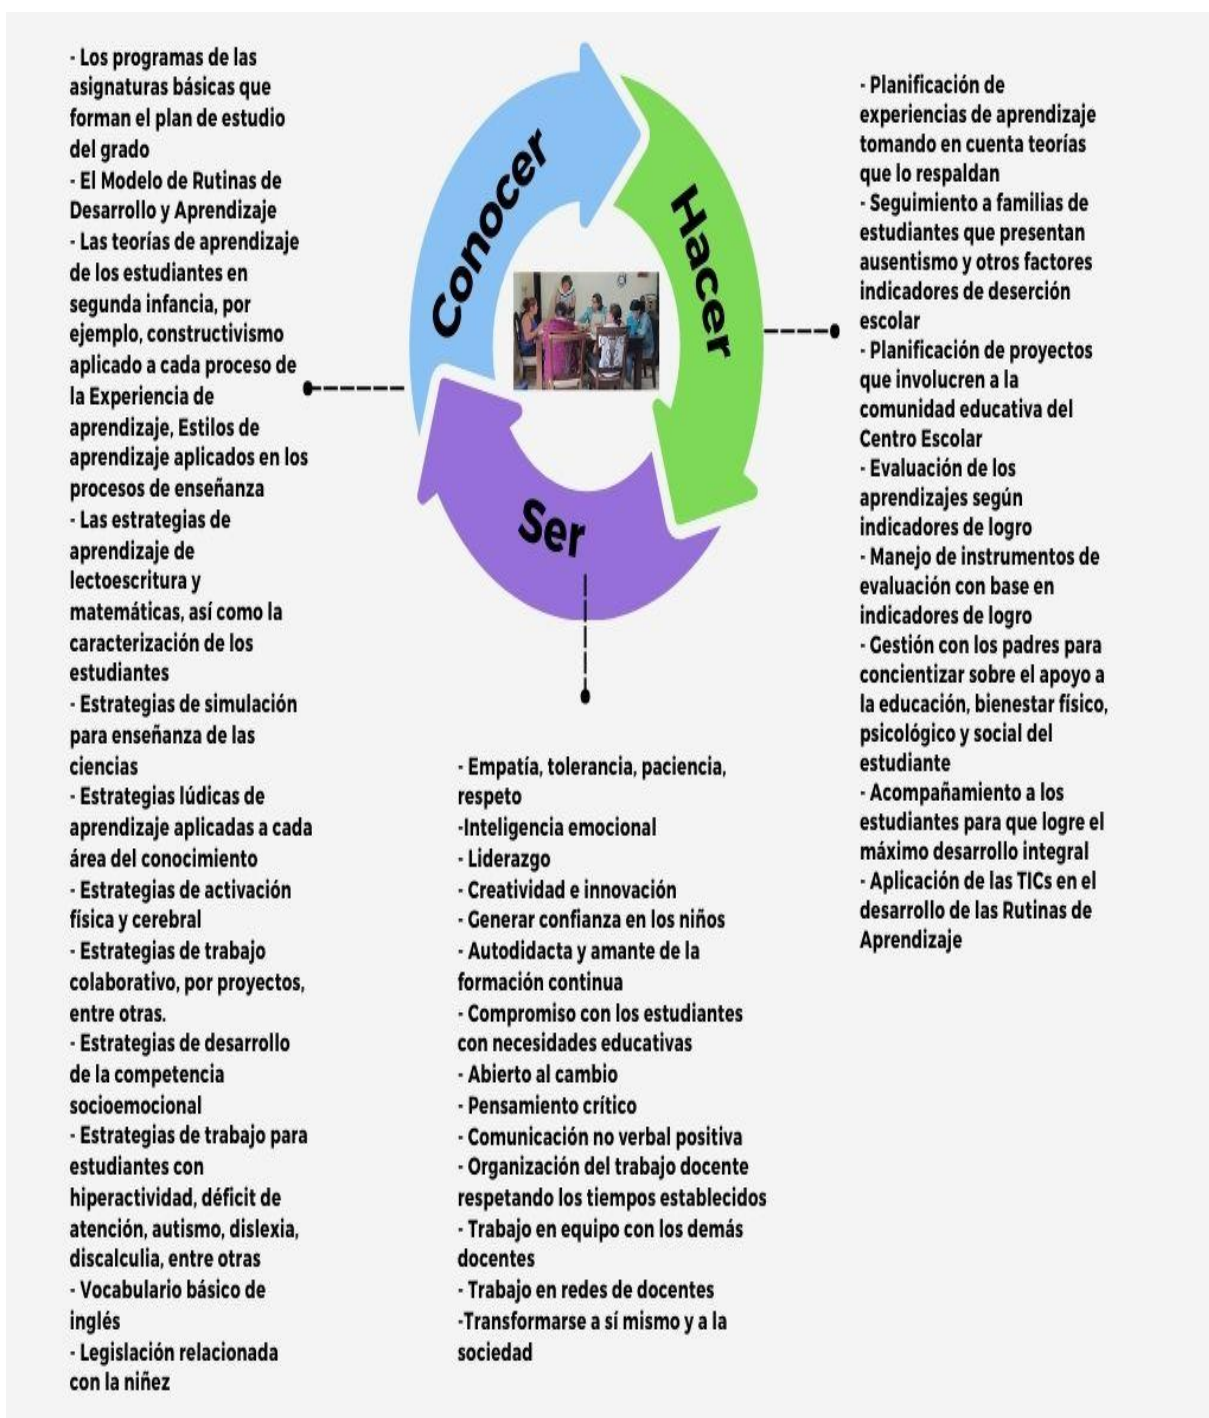 Conocer
Hacer
Ser
- Los programas de las
asignaturas básicas que
forman el plan de estudio
del grado
- El Modelo de Rutinas de
Desarrollo y Aprendizaje
- Las teorías de aprendizaje
de los estudiantes en
segunda infancia, por
ejemplo, constructivismo
aplicado a cada proceso de
la Experiencia de
aprendizaje, Estilos de
aprendizaje aplicados en los
procesos de enseñanza
- Las estrategias de
aprendizaje de
lectoescritura y
matemáticas, así como la
caracterización de los
estudiantes
- Estrategias de simulación
para enseñanza de las
ciencias
- Estrategias lúdicas de
aprendizaje aplicadas a cada
área del conocimiento
- Estrategias de activación
física y cerebral
- Estrategias de trabajo
colaborativo, por proyectos,
entre otras.
- Estrategias de desarrollo
de la competencia
socioemocional
- Estrategias de trabajo para
estudiantes con
hiperactividad, déficit de
atención, autismo, dislexia,
discalculia, entre otras
- Vocabulario básico de
inglés
- Legislación relacionada
con la niñez
- Empatía, tolerancia, paciencia,
respeto
-Inteligencia emocional
- Liderazgo
- Creatividad e innovación
- Generar confianza en los niños
- Autodidacta y amante de la
formación continua
- Compromiso con los estudiantes
con necesidades educativas
- Abierto al cambio
- Pensamiento crítico
- Comunicación no verbal positiva
- Organización del trabajo docente
respetando los tiempos establecidos
- Trabajo en equipo con los demás
docentes
- Trabajo en redes de docentes
-Transformarse a sí mismo y a la
sociedad
- Planificación de
experiencias de aprendizaje
tomando en cuenta teorías
que lo respaldan
- Seguimiento a familias de
estudiantes que presentan
ausentismo y otros factores
indicadores de deserción
escolar
- Planificación de proyectos
que involucren a la
comunidad educativa del
Centro Escolar
- Evaluación de los
aprendizajes según
indicadores de logro
- Manejo de instrumentos de
evaluación con base en
indicadores de logro
- Gestión con los padres para
concientizar sobre el apoyo a
la educación, bienestar físico,
psicológico y social del
estudiante
- Acompañamiento a los
estudiantes para que logre el
máximo desarrollo integral
- Aplicación de las TICs en el
desarrollo de las Rutinas de
Aprendizaje